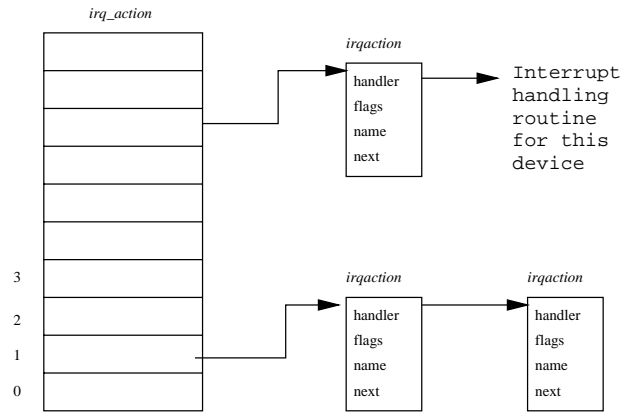 irq_action
irqaction
handler
flags
name
next
Interrupt
handling
routine
for this
device
3
2
1
0
irqaction
handler
flags
name
next
irqaction
handler
flags
name
next